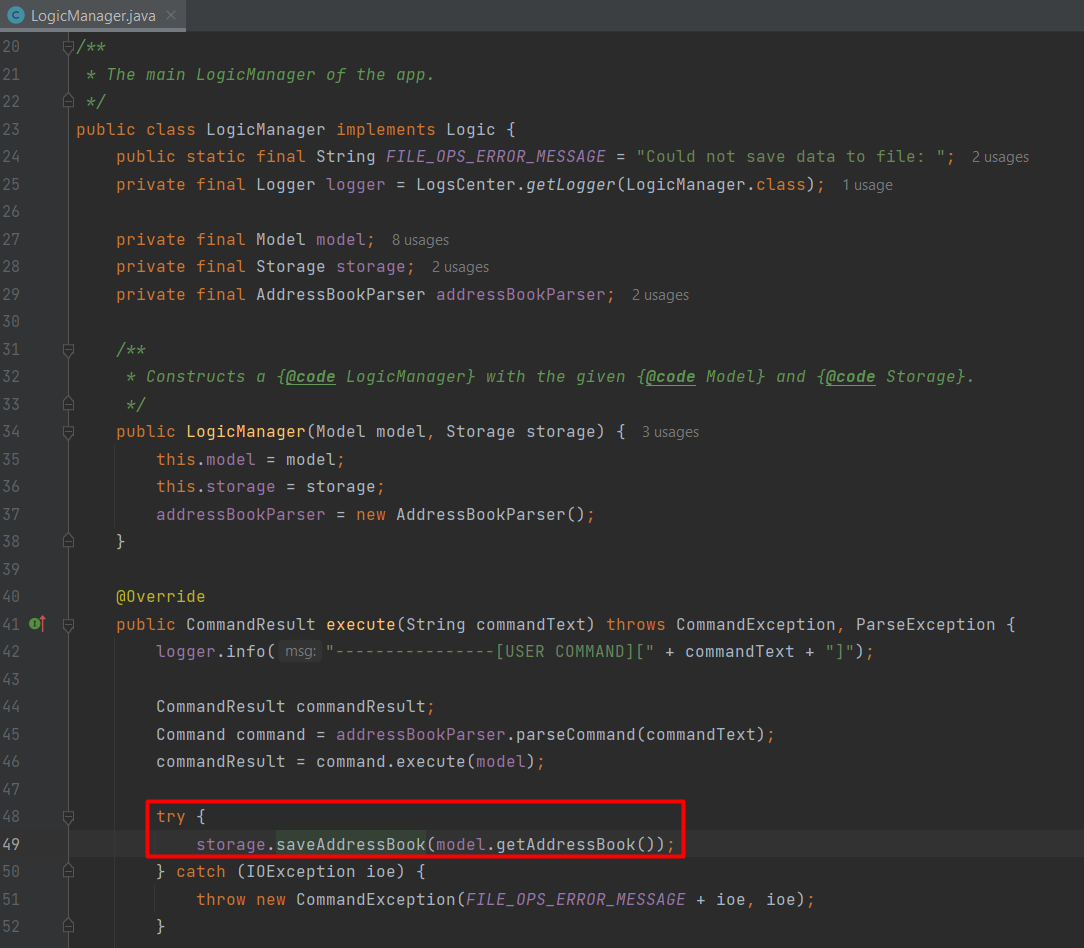 LogicManager.java
20 /**
21 * The main LogicManager of the app.
22 */
23 public class LogicManager implements Logic {
24 public static final String FILE_OPS_ERROR_MESSAGE = "Could not save data to file: "; 2 usages
25 private final Logger logger = LogsCenter.getLogger(LogicManager.class); 1 usage
26
27 private final Model model; 8 usages
28 private final Storage storage; 2 usages
29 private final AddressBookParser addressBookParser; 2 usages
30
31 /**
32 * Constructs a {@code LogicManager} with the given {@code Model} and {@code Storage}.
33 */
34 public LogicManager(Model model, Storage storage) { 3 usages
35 this.model = model;
36 this.storage = storage;
37 addressBookParser = new AddressBookParser();
38 }
39
40 @Override
41 public CommandResult execute(String commandText) throws CommandException, ParseException {
42 logger.info( msg: "----------------[USER COMMAND][" + commandText + "]");
43
44 CommandResult commandResult;
45 Command command = addressBookParser.parseCommand(commandText);
46 commandResult = command.execute(model);
47
48 try {
49 storage.saveAddressBook(model.getAddressBook());
50 } catch (IOException ioe) {
51 throw new CommandException(FILE_OPS_ERROR_MESSAGE + ioe, ioe);
52 }